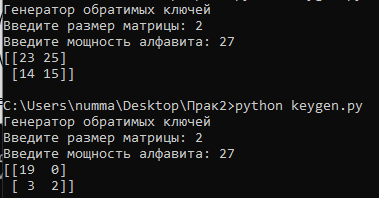 Генератор обратимых ключей
Введите размер матрицы: 2
Введите мощность алфавита: 27
[[23 25]
 [14 15]]
C:\Users\numma\Desktop\Прак2>python keygen.py
Генератор обратимых ключей
Введите размер матрицы: 2
Введите мощность алфавита: 27
[[19  0]
 [ 3  2]]